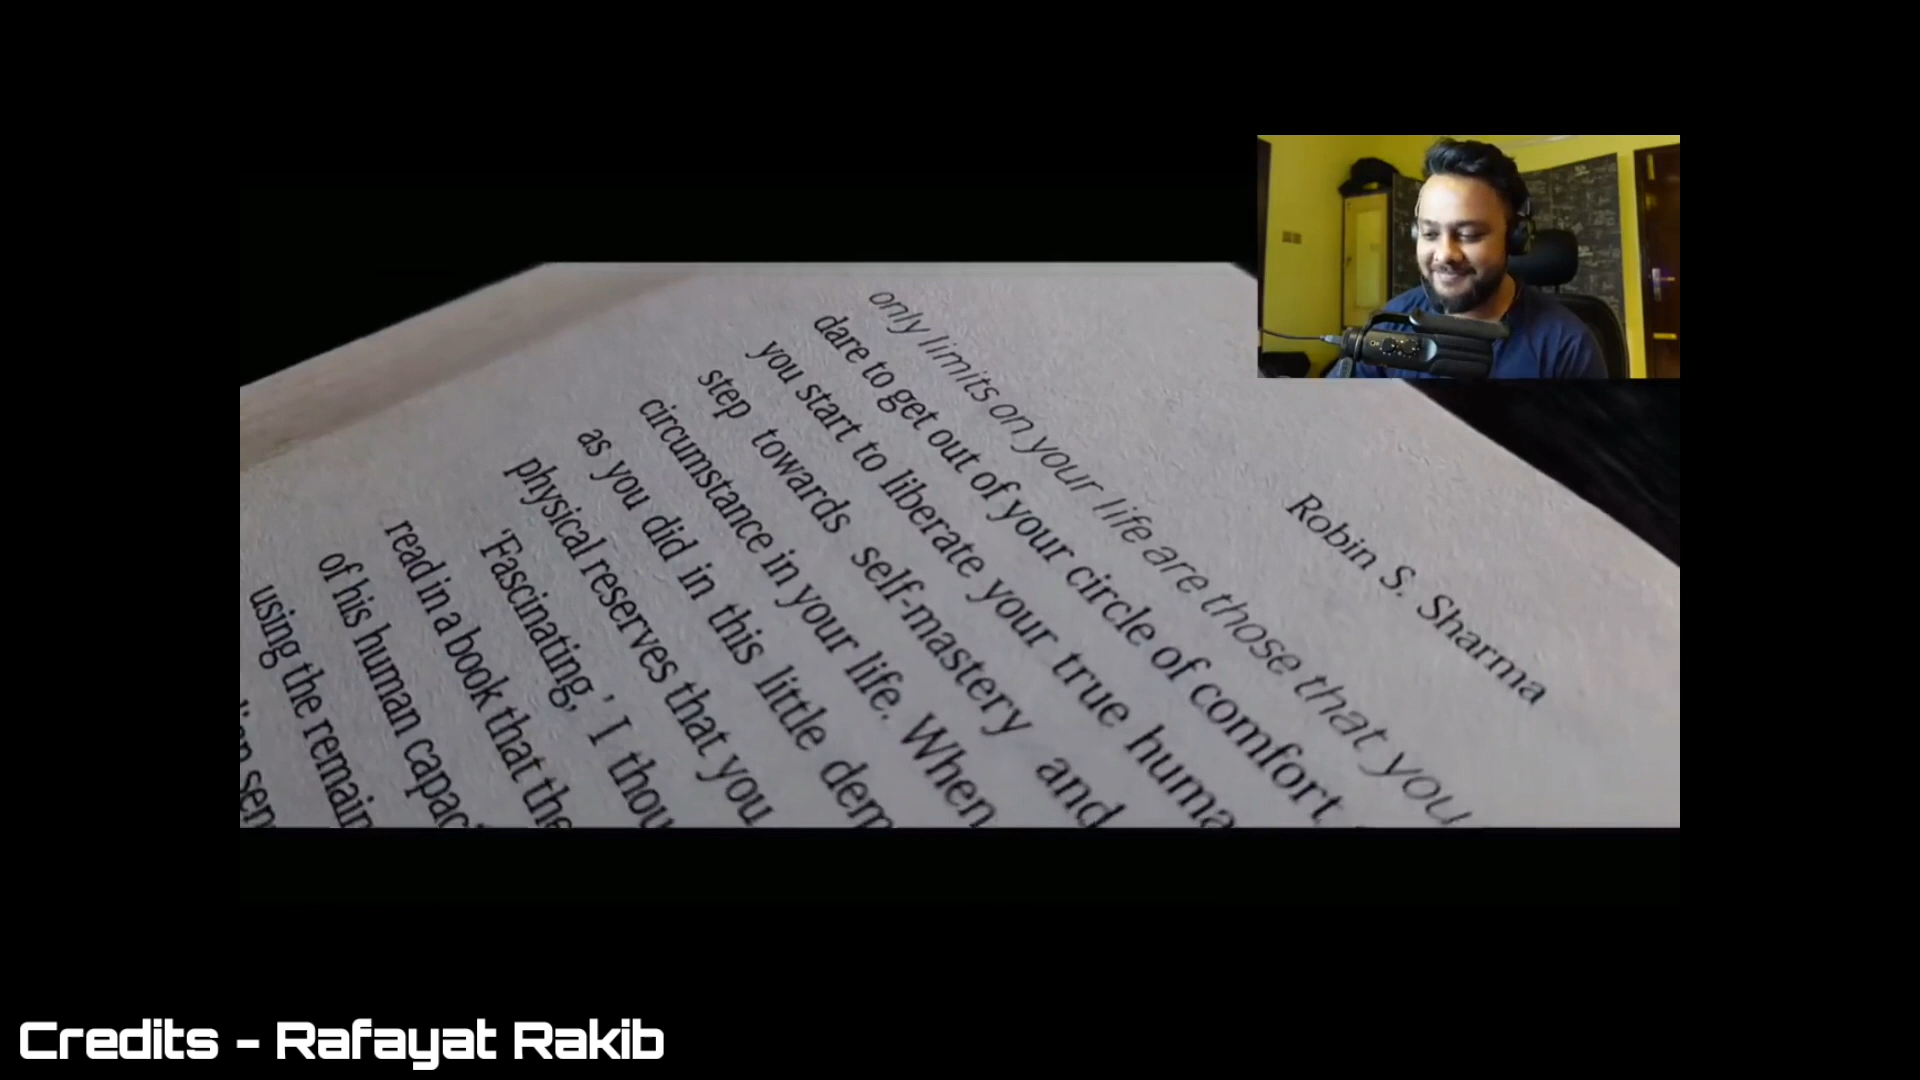 Robin S. Sharma
only limits on your life are those that you
dare to get out of your circle of comfort
you start to liberate your true huma
step towards self-mastery and
circumstance in your life. When
as you did in this little dem
physical reserves that you
'Fascinating,' I thou
read in a book that the
of his human capaci
using the remain
sen
Credits - Rafayat Rakib